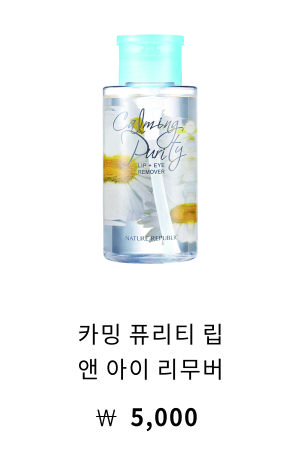 Calming
Purity
LIP + EYE
REMOVER
NATURE REPUBLIC
카밍 퓨리티 립
앤 아이 리무버
₩ 5,000